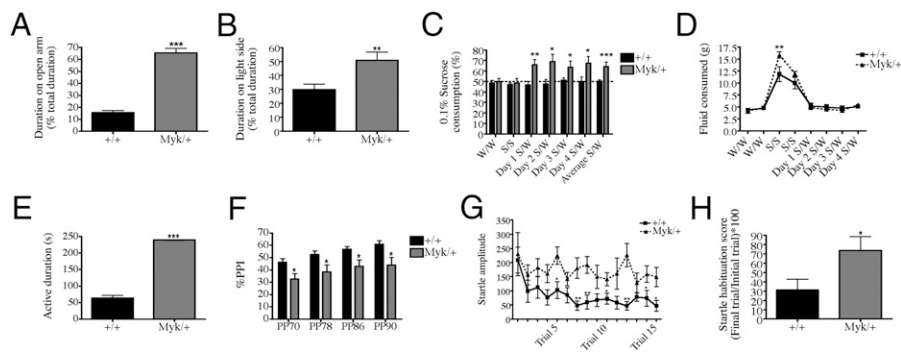 A
Duration on open arm
(% total duration)
70
60
50
40
30
20
10
0
***
+/+
Myk/+
B
Duration on light side
(% total duration)
60
50
40
30
20
10
0
**
+/+
Myk/+
C
0.1% Sucrose
consumption (%)
80
70
60
50
40
30
20
10
0
** * * * ***
+/+
Myk/+
W/W
S/S
Day 1 S/W
Day 2 S/W
Day 3 S/W
Day 4 S/W
Average S/W
D
Fluid consumed (g)
17.5
15.0
12.5
10.0
7.5
5.0
2.5
0.0
**
+/+
Myk/+
W/W
W/W
S/S
S/S
Day 1 S/W
Day 2 S/W
Day 3 S/W
Day 4 S/W
E
Active duration (s)
250
200
150
100
50
0
***
+/+
Myk/+
F
%PPI
70
60
50
40
30
20
10
0
* * * *
+/+
Myk/+
PP70
PP78
PP86
PP90
G
Startle amplitude
350
300
250
200
150
100
50
0
+/+
Myk/+
Trial 5
Trial 10
Trial 15
H
Startle habituation score
(Final trial/Initial trial)*100
90
80
70
60
50
40
30
20
10
0
*
+/+
Myk/+